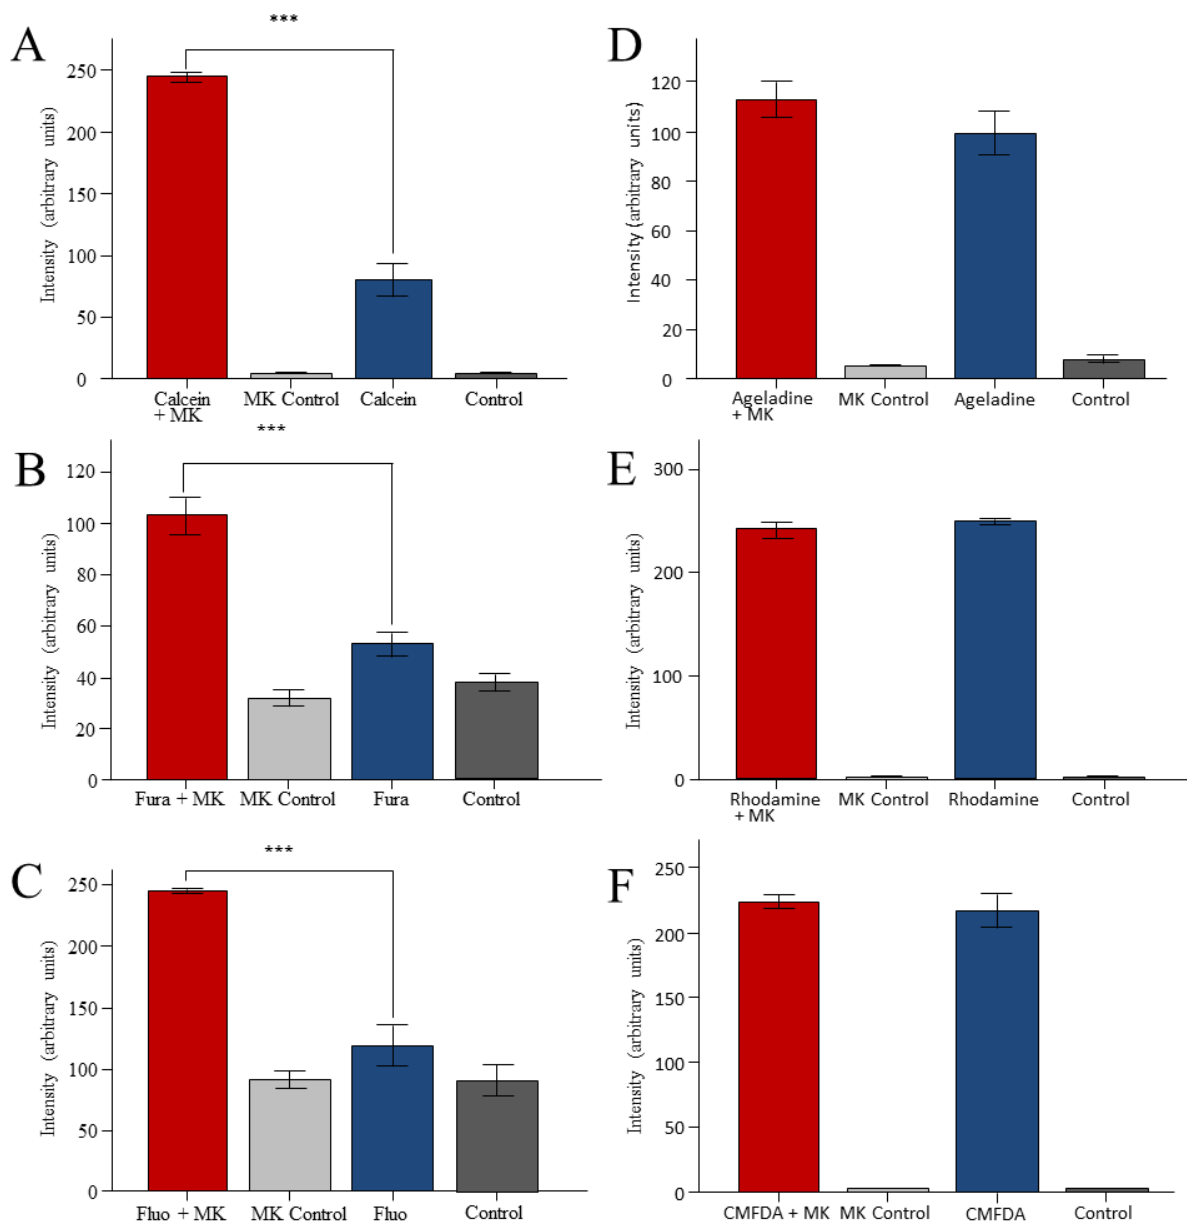 A
***
Intensity (arbitrary units)
250
200
150
100
50
0
Calcein
+ MK
MK Control
Calcein
Control
B
***
Intensity (arbitrary units)
120
100
80
60
40
20
0
Fura + MK
MK Control
Fura
Control
C
***
Intensity (arbitrary units)
250
200
150
100
50
0
Fluo + MK
MK Control
Fluo
Control
D
Intensity (arbitrary units)
120
100
80
60
40
20
0
Ageladine
+ MK
MK Control
Ageladine
Control
E
Intensity (arbitrary units)
300
200
100
0
Rhodamine
+ MK
MK Control
Rhodamine
Control
F
Intensity (arbitrary units)
250
200
150
100
50
0
CMFDA + MK
MK Control
CMFDA
Control